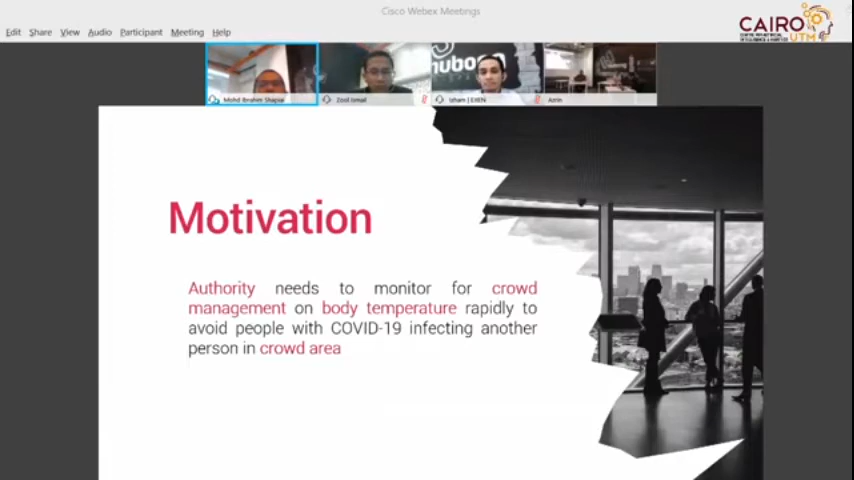 Cisco Webex Meetings
CAIRO
UTM
Edit Share View Audio Participant Meeting Help
nubosa
Mohd Ibrahim Shapiai
Zool Ismail
Azrin
Motivation
Authority needs to monitor for crowd
management on body temperature rapidly to
avoid people with COVID-19 infecting another
person in crowd area